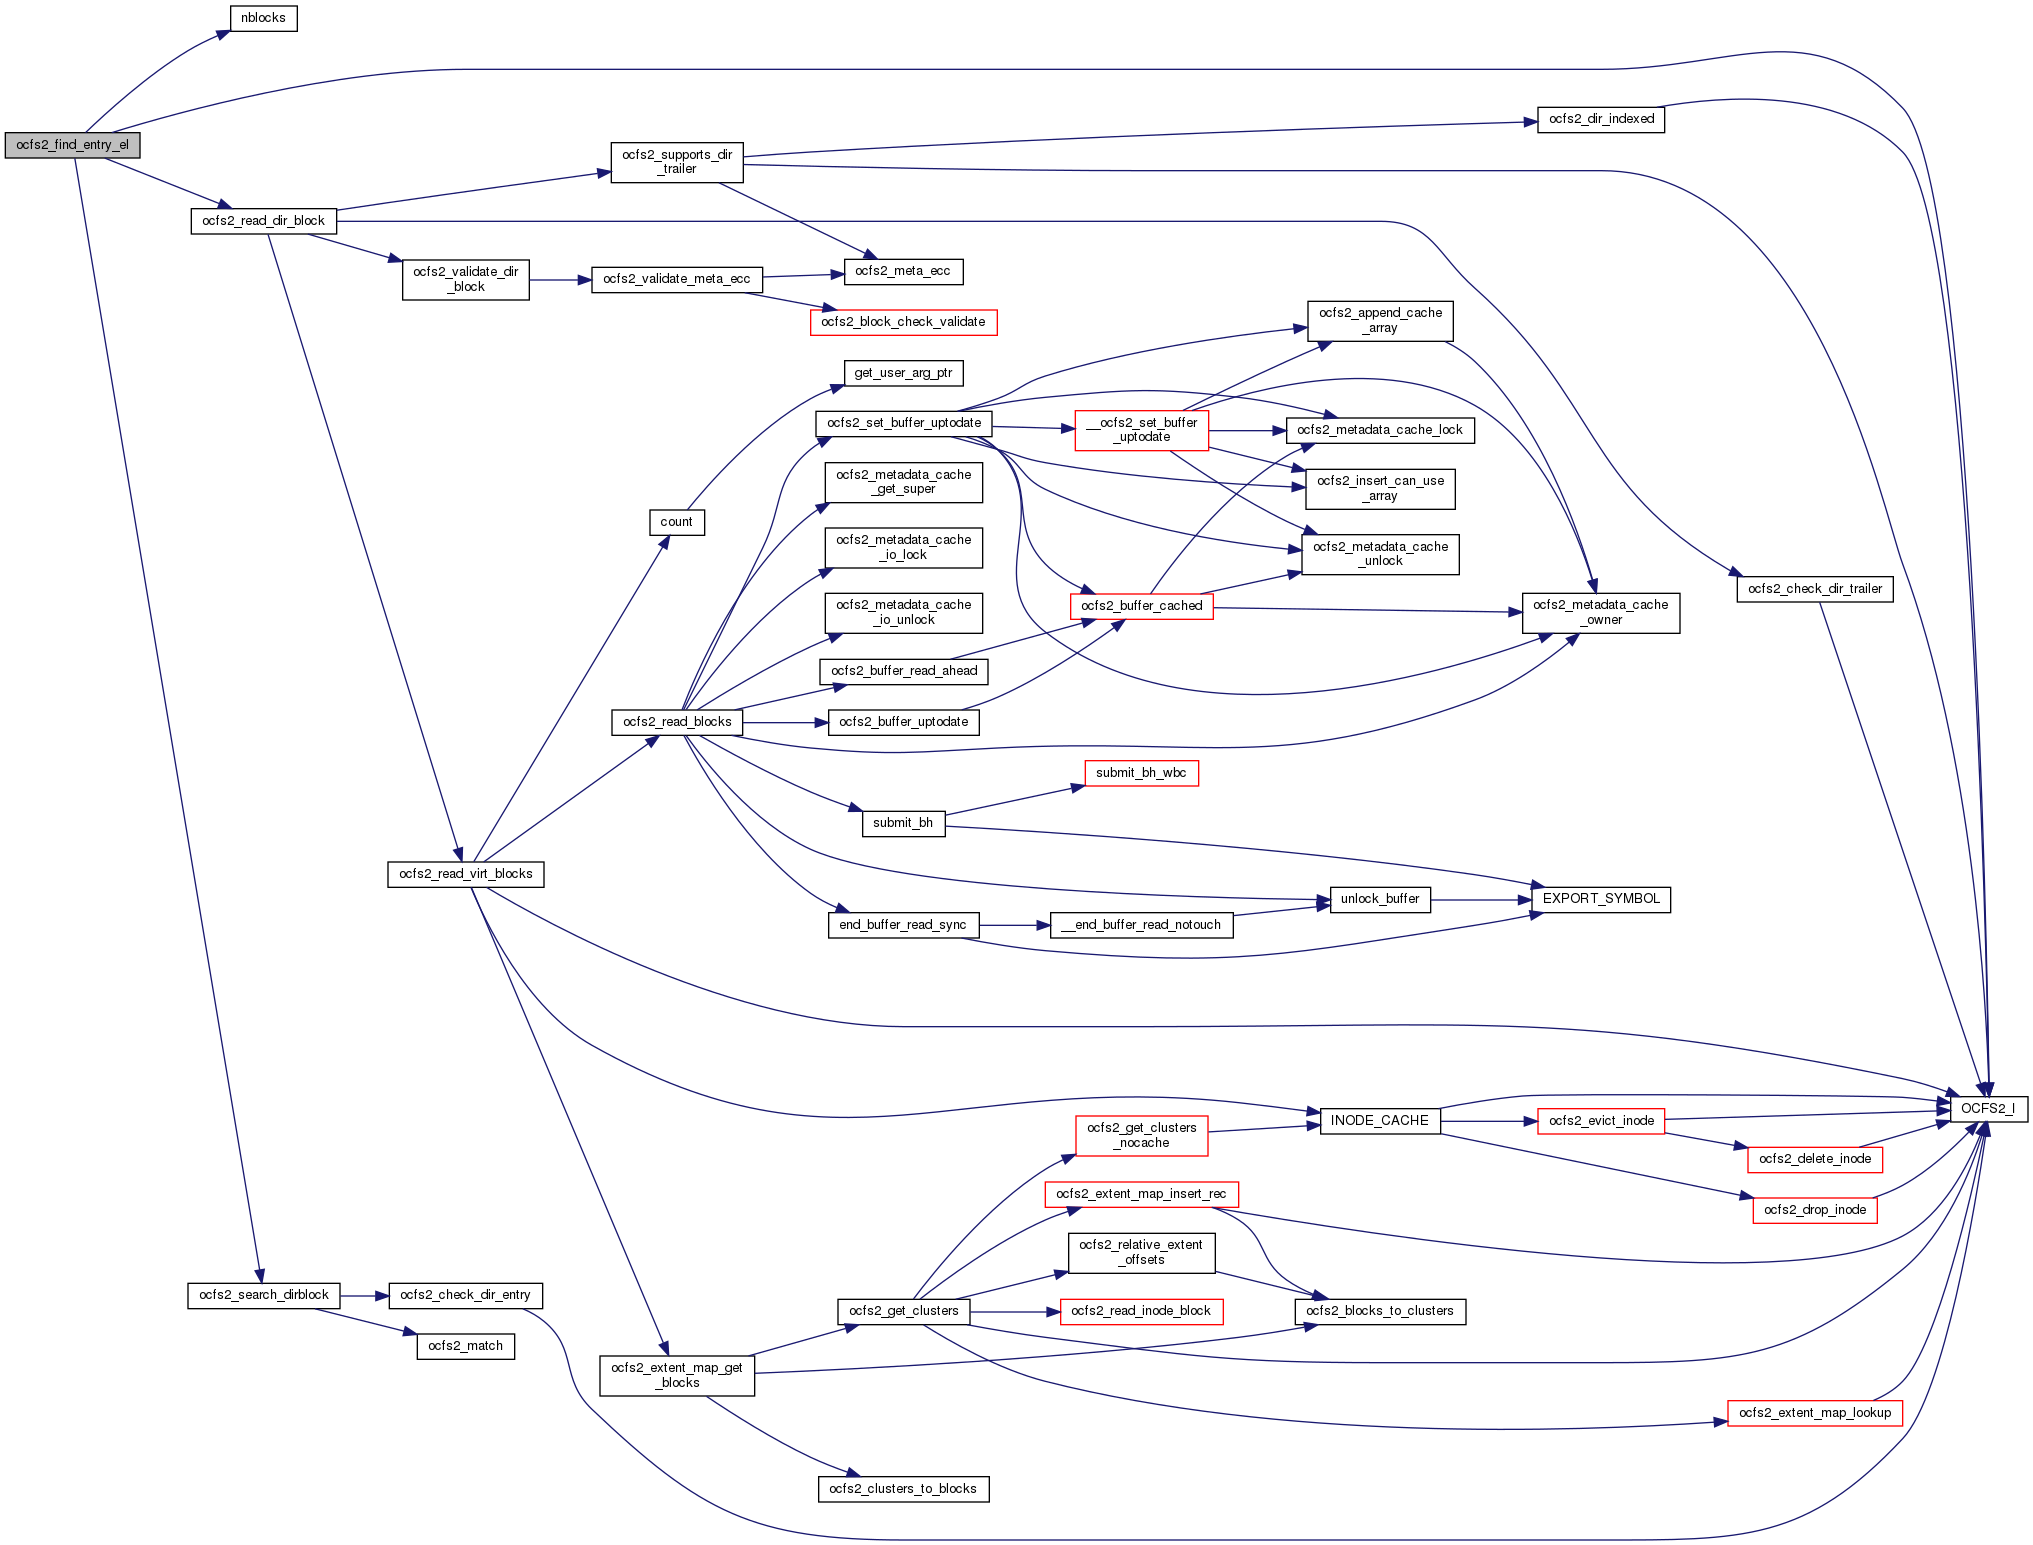 nblocks
ocfs2_dir_indexed
ocfs2_find_entry_el
ocfs2_supports_dir
_trailer
ocfs2_read_dir_block
ocfs2_validate_dir
_block
ocfs2_validate_meta_ecc
ocfs2_meta_ecc
ocfs2_block_check_validate
ocfs2_append_cache
_array
get_user_arg_ptr
ocfs2_set_buffer_uptodate
__ocfs2_set_buffer
_uptodate
ocfs2_metadata_cache_lock
ocfs2_metadata_cache
_get_super
ocfs2_insert_can_use
_array
count
ocfs2_metadata_cache
_io_lock
ocfs2_metadata_cache
_unlock
ocfs2_check_dir_trailer
ocfs2_metadata_cache
_io_unlock
ocfs2_buffer_cached
ocfs2_metadata_cache
_owner
ocfs2_buffer_read_ahead
ocfs2_read_blocks
ocfs2_buffer_uptodate
submit_bh_wbc
submit_bh
ocfs2_read_virt_blocks
unlock_buffer
EXPORT_SYMBOL
end_buffer_read_sync
__end_buffer_read_notouch
OCFS2_I
INODE_CACHE
ocfs2_evict_inode
ocfs2_get_clusters
_nocache
ocfs2_delete_inode
ocfs2_extent_map_insert_rec
ocfs2_drop_inode
ocfs2_relative_extent
_offsets
ocfs2_search_dirblock
ocfs2_check_dir_entry
ocfs2_get_clusters
ocfs2_read_inode_block
ocfs2_blocks_to_clusters
ocfs2_match
ocfs2_extent_map_get
_blocks
ocfs2_extent_map_lookup
ocfs2_clusters_to_blocks